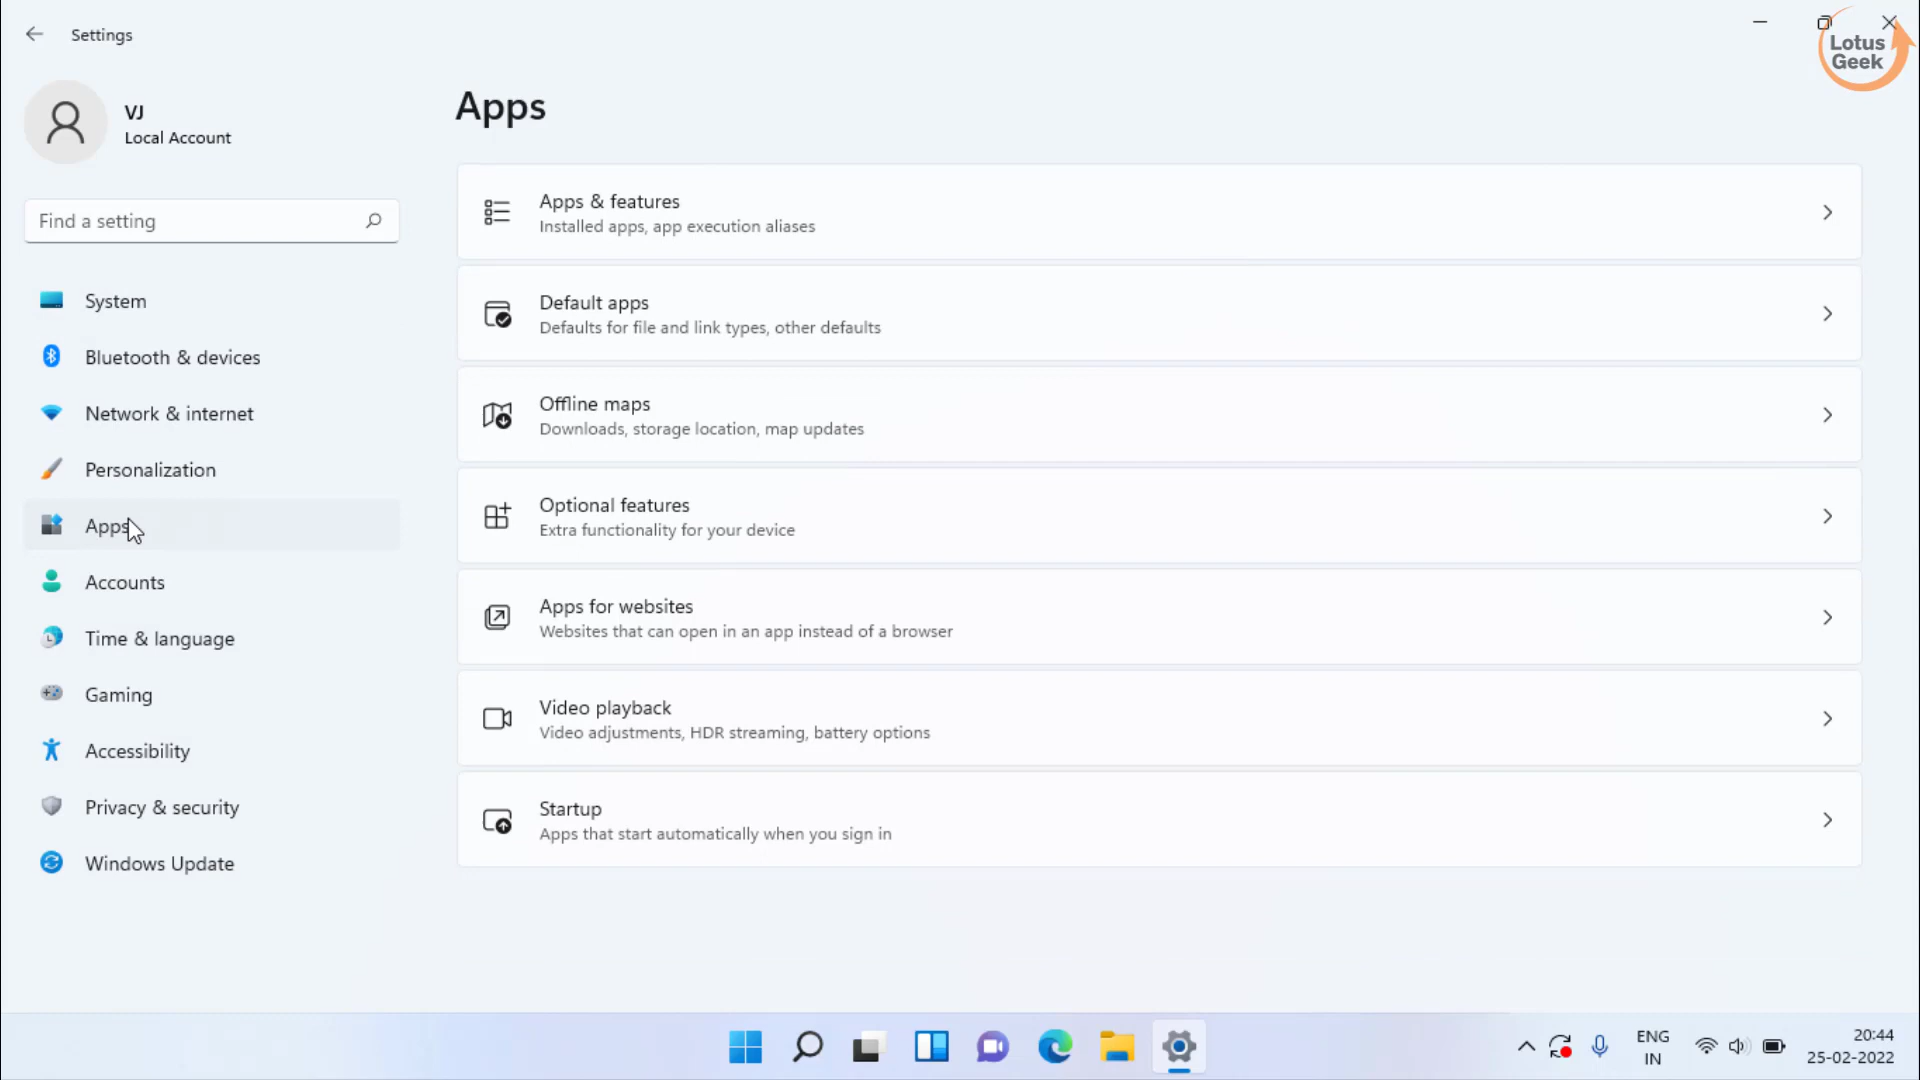 Settings
Lotus
Geek
VJ
Local Account
Find a setting
System
Bluetooth & devices
Network & internet
Personalization
Apps
Accounts
Time & language
Gaming
Accessibility
Privacy & security
Windows Update
Apps
Apps & features
Installed apps, app execution aliases
Default apps
Defaults for file and link types, other defaults
Offline maps
Downloads, storage location, map updates
Optional features
Extra functionality for your device
Apps for websites
Websites that can open in an app instead of a browser
Video playback
Video adjustments, HDR streaming, battery options
Startup
Apps that start automatically when you sign in
ENG
IN
20:44
25-02-2022